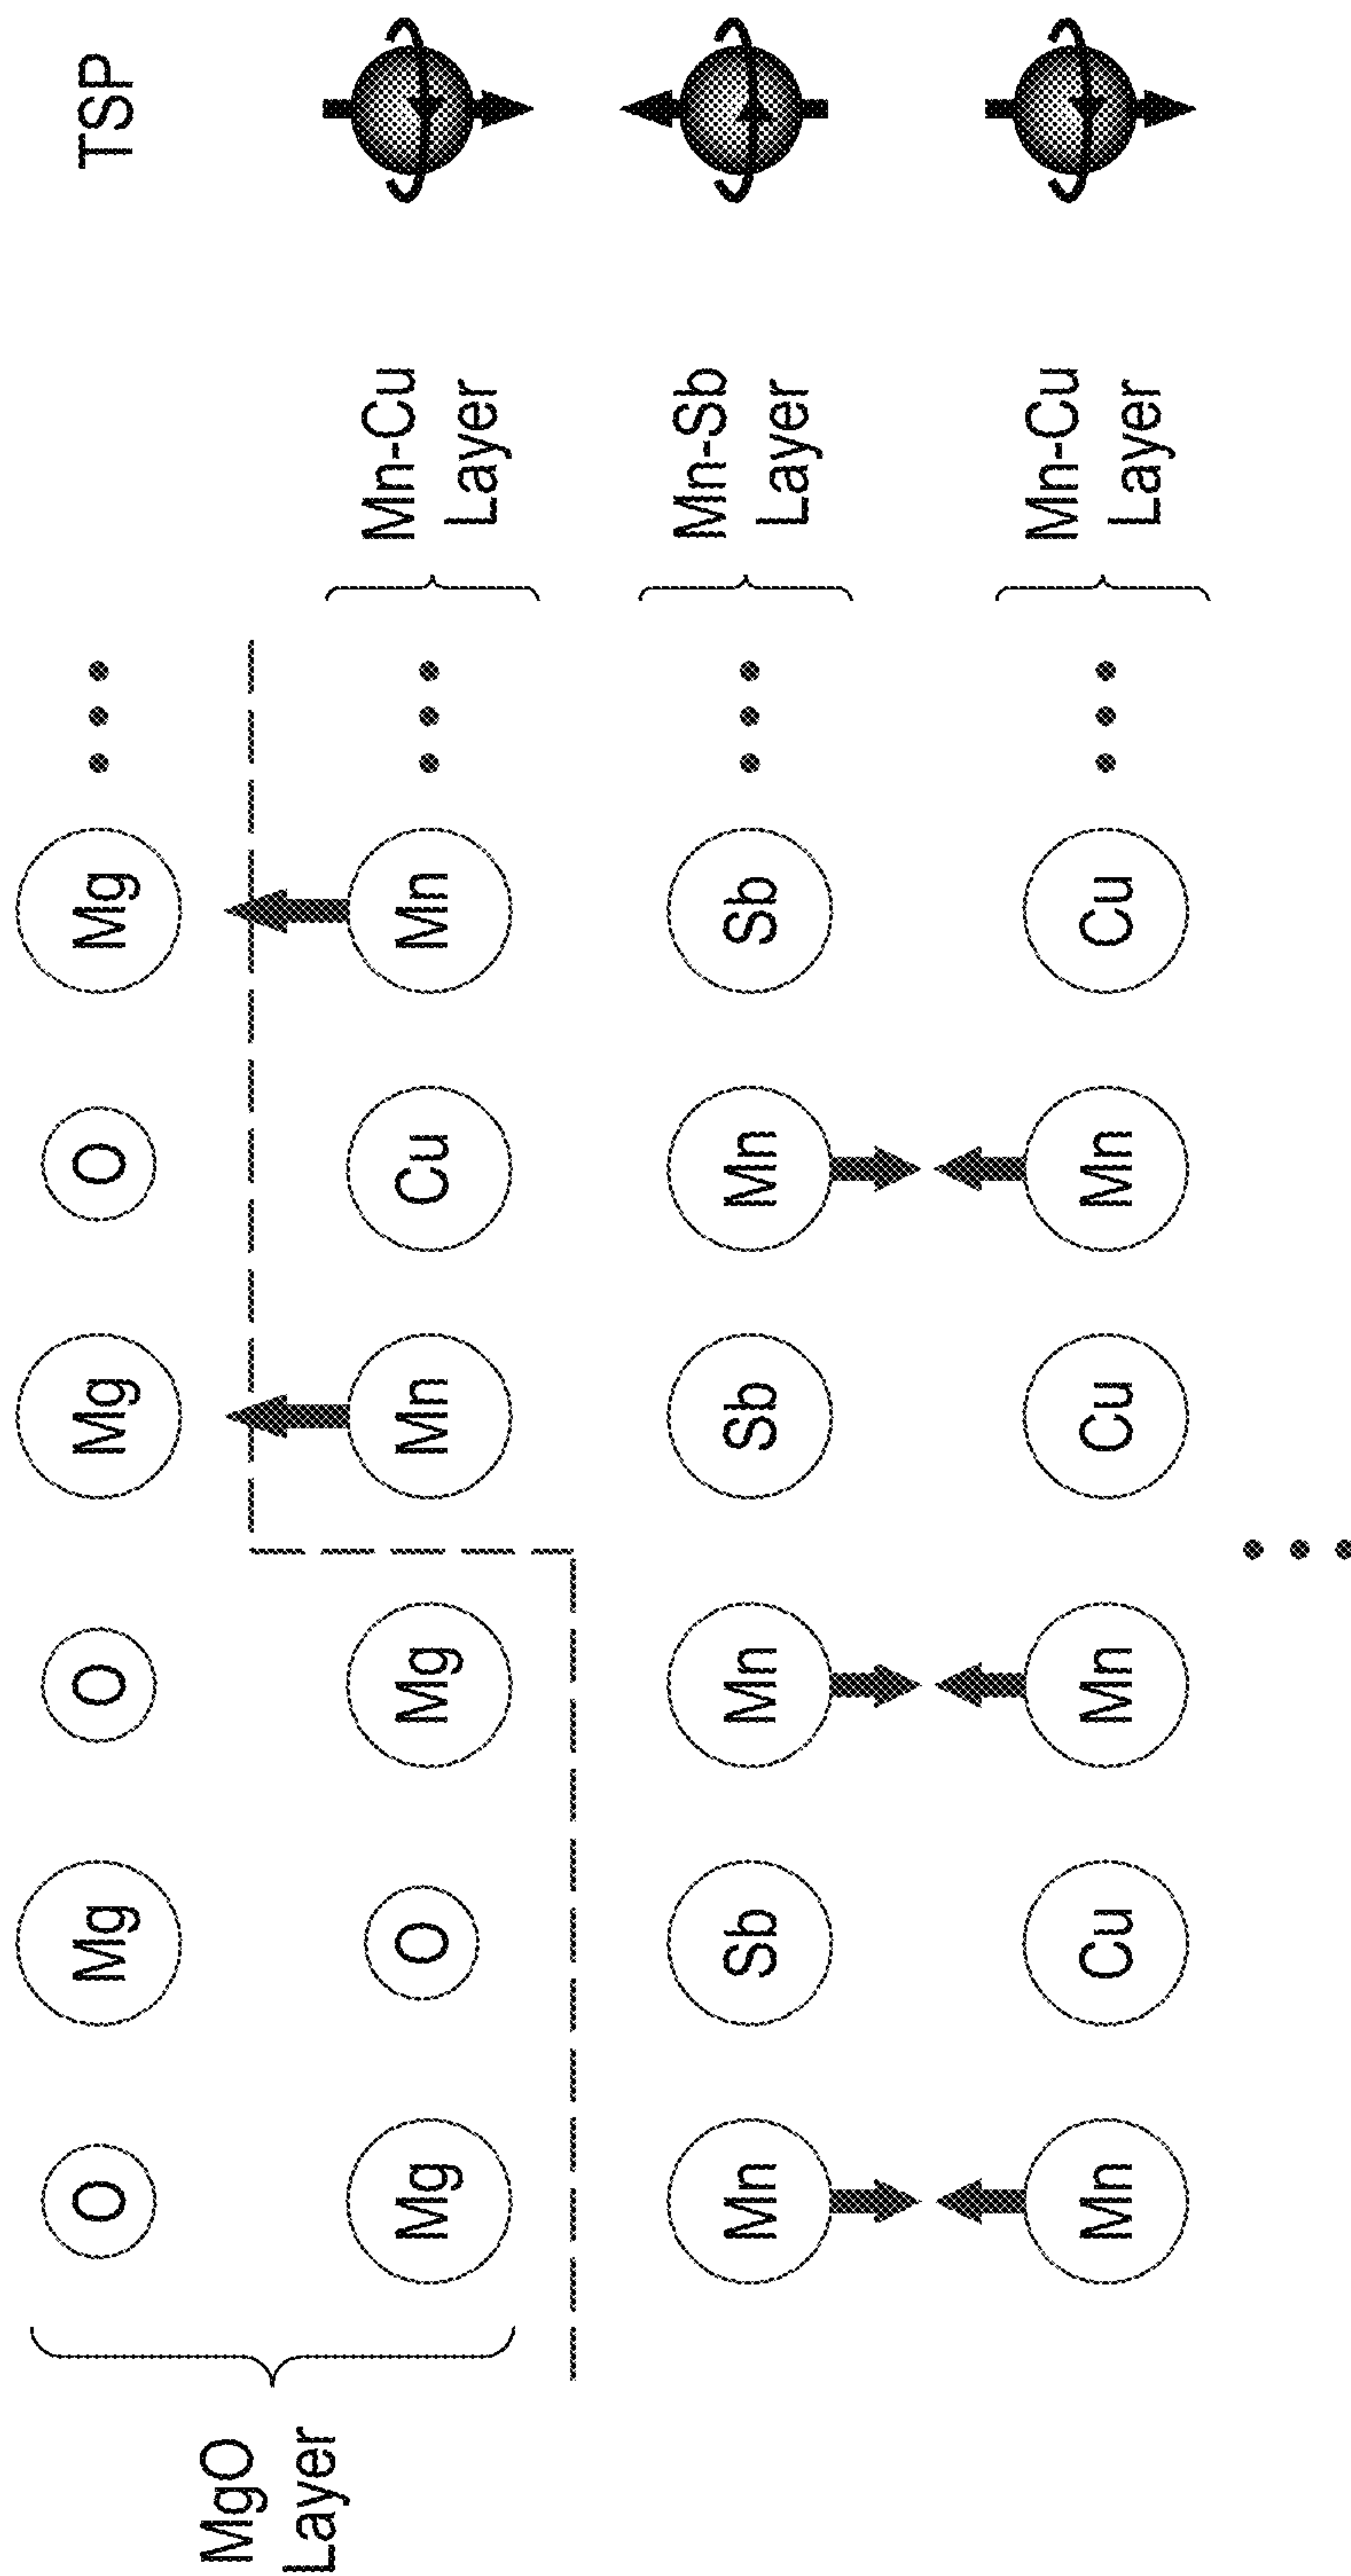 O Mg O Mg O Mg TSP
MgO
Layer
Mg O Mg Mn Cu Mn
Mn-Cu
Layer
Mn Sb Mn Sb Mn Sb
Mn-Sb
Layer
Mn Cu Mn Cu Mn Cu
Mn-Cu
Layer